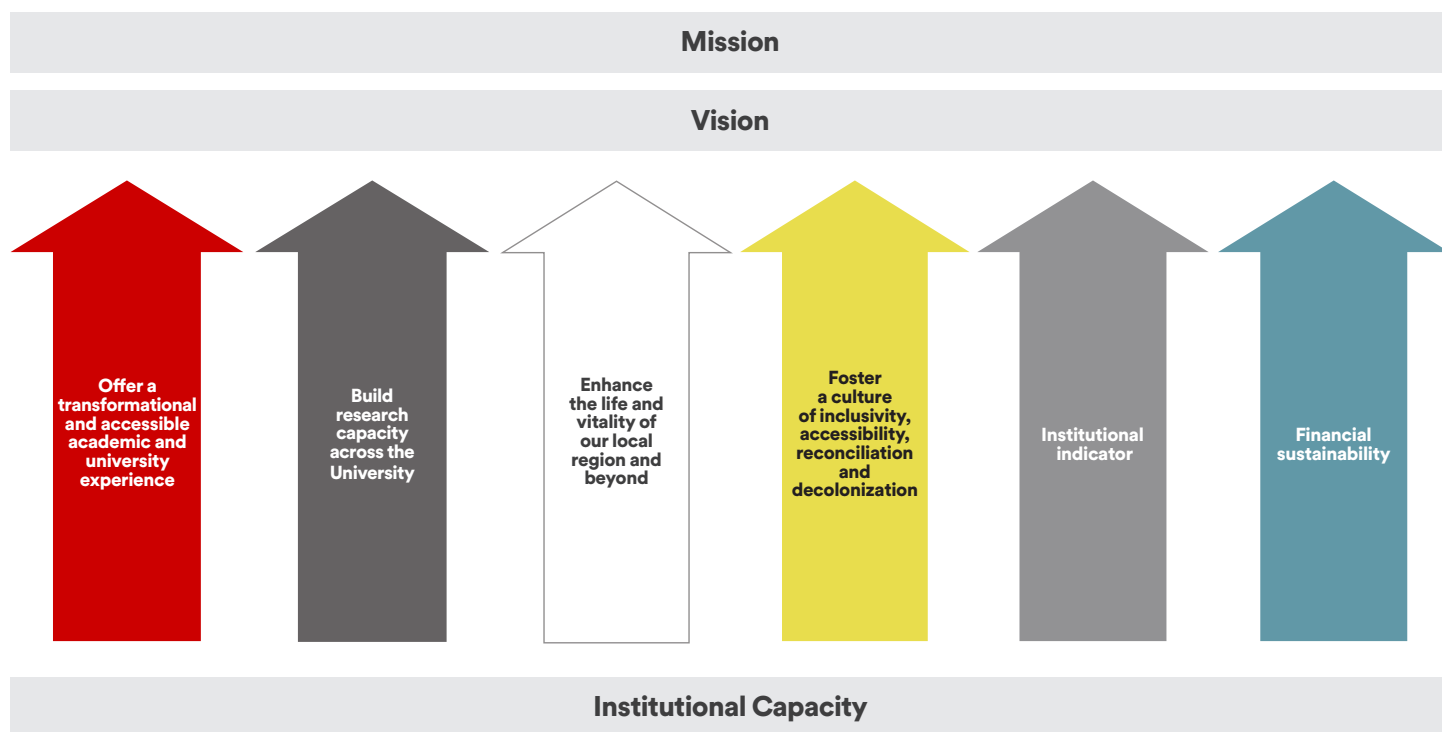 Mission
Vision
Offer a
transformational
and accessible
academic and
university
experience
Build
research
capacity
across the
University
Enhance
the life and
vitality of
our local
region and
beyond
Foster
a culture
of inclusivity,
accessibility,
reconciliation
and
decolonization
Institutional
indicator
Financial
sustainability
Institutional Capacity